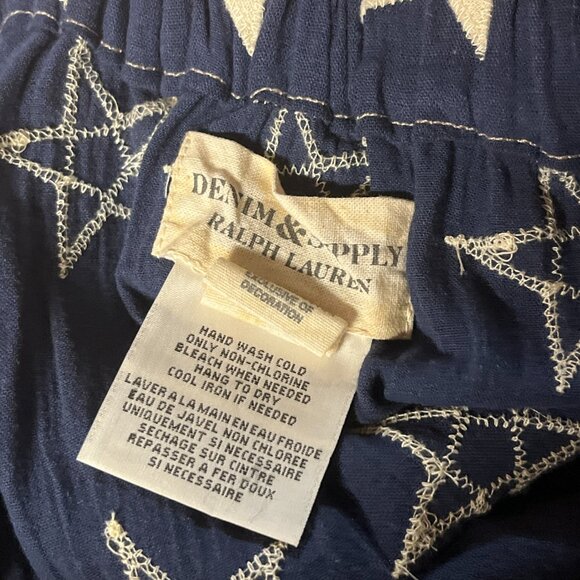 DENIM & SUPPLY
RALPH LAUREN
EXCLUSIVE OF
DECORATION
HAND WASH COLD
ONLY NON-CHLORINE
BLEACH WHEN NEEDED
HANG TO DRY
COOL IRON IF NEEDED
LAVER A LA MAIN EN EAU FROIDE
EAU DE JAVEL NON CHLOREE
UNIQUEMENT SI NECESSAIRE
SECHAGE SUR CINTRE
REPASSER A FER DOUX
SI NECESSAIRE